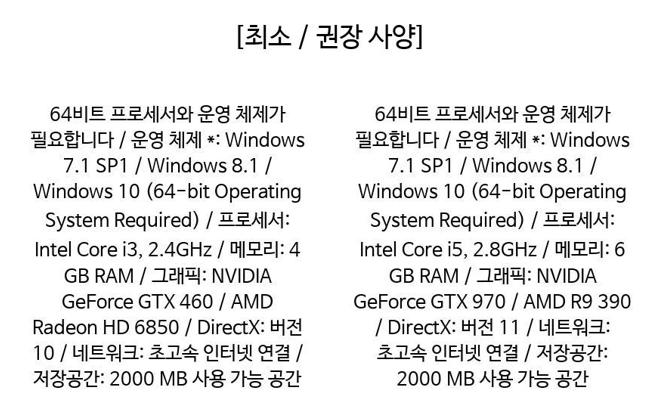 [최소 / 권장 사양]
64비트 프로세서와 운영 체제가
필요합니다 / 운영 체제 *: Windows
7.1 SP1 / Windows 8.1 /
Windows 10 (64-bit Operating
System Required) / 프로세서:
Intel Core i3, 2.4GHz / 메모리: 4
GB RAM / 그래픽: NVIDIA
GeForce GTX 460 / AMD
Radeon HD 6850 / DirectX: 버전
10 / 네트워크: 초고속 인터넷 연결 /
저장공간: 2000 MB 사용 가능 공간
64비트 프로세서와 운영 체제가
필요합니다 / 운영 체제 *: Windows
7.1 SP1 / Windows 8.1 /
Windows 10 (64-bit Operating
System Required) / 프로세서:
Intel Core i5, 2.8GHz / 메모리: 6
GB RAM / 그래픽: NVIDIA
GeForce GTX 970 / AMD R9 390
/ DirectX: 버전 11 / 네트워크:
초고속 인터넷 연결 / 저장공간:
2000 MB 사용 가능 공간